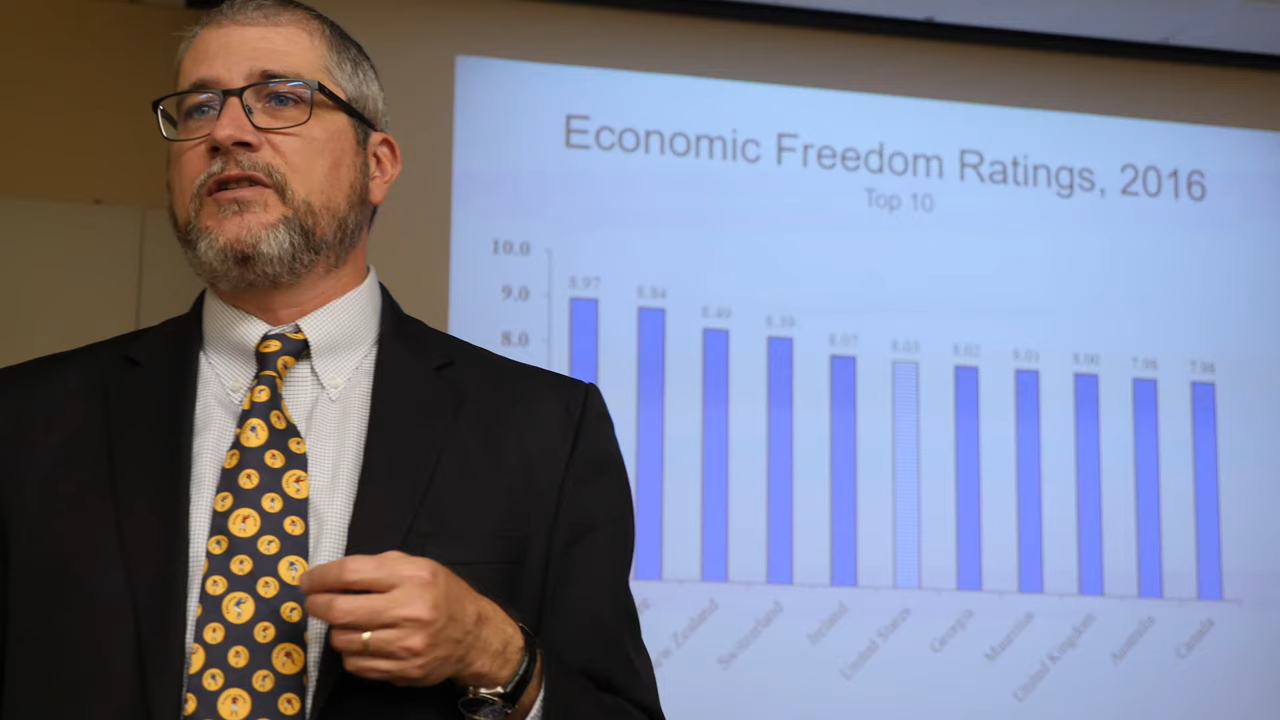 Economic Freedom Ratings, 2016
Top 10
10.0
9.0
8.0
8.97 8.84 8.49 8.39 8.07 8.03 8.02 8.01 8.00 7.98 7.98
Zealand Switzerland Ireland United States Georgia Mauritius United Kingdom Australia Canada